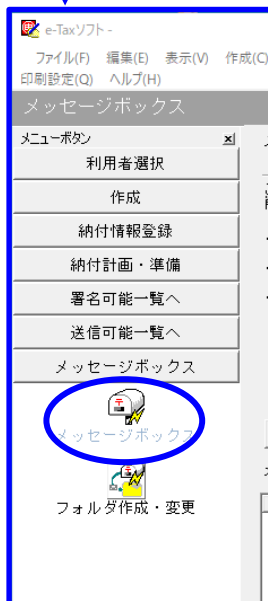 e-Taxソフト -
ファイル(F) 編集(E) 表示(V) 作成(C)
印刷設定(Q) ヘルプ(H)
メッセージボックス
メニューボタン
利用者選択
作成
納付情報登録
納付計画・準備
署名可能一覧へ
送信可能一覧へ
メッセージボックス
メッセージボックス
フォルダ作成・変更